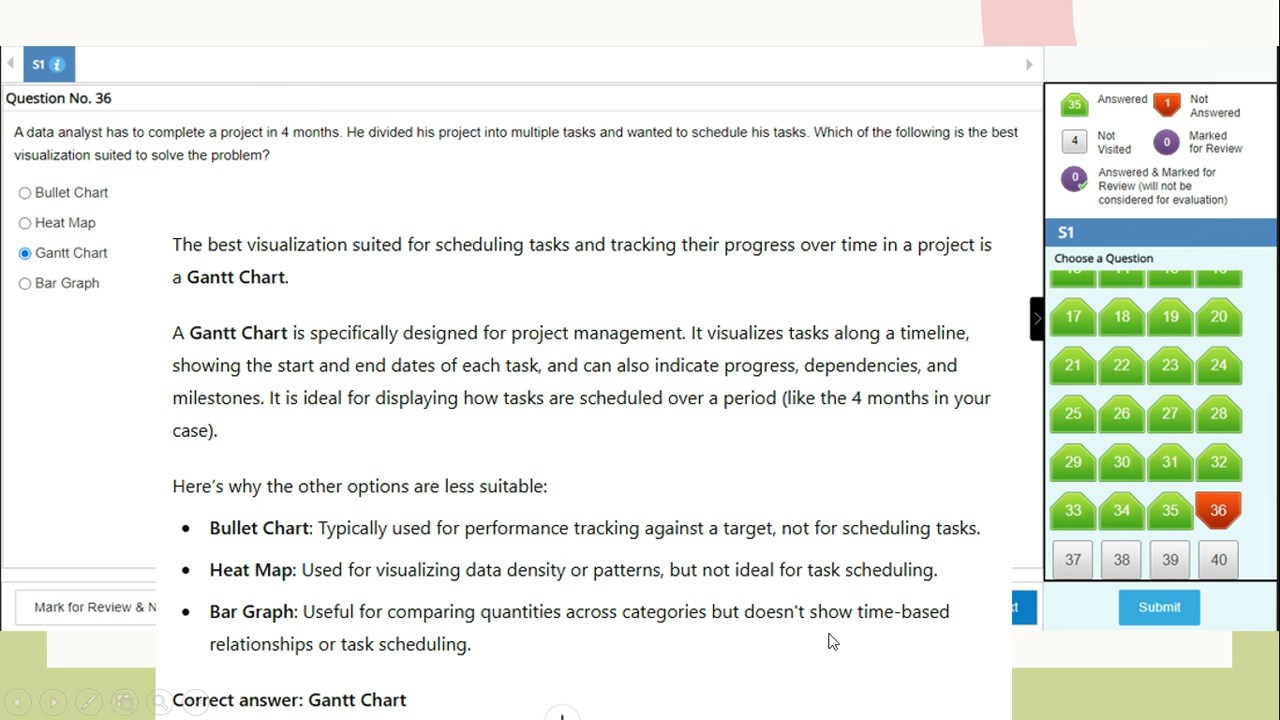 S1 i
Question No. 36
A data analyst has to complete a project in 4 months. He divided his project into multiple tasks and wanted to schedule his tasks. Which of the following is the best
visualization suited to solve the problem?
Bullet Chart
Heat Map
Gantt Chart
Bar Graph
The best visualization suited for scheduling tasks and tracking their progress over time in a project is
a Gantt Chart.
A Gantt Chart is specifically designed for project management. It visualizes tasks along a timeline,
showing the start and end dates of each task, and can also indicate progress, dependencies, and
milestones. It is ideal for displaying how tasks are scheduled over a period (like the 4 months in your
case).
Here's why the other options are less suitable:
• Bullet Chart: Typically used for performance tracking against a target, not for scheduling tasks.
• Heat Map: Used for visualizing data density or patterns, but not ideal for task scheduling.
• Bar Graph: Useful for comparing quantities across categories but doesn't show time-based
relationships or task scheduling.
Correct answer: Gantt Chart
Mark for Review & N
35 Answered
1 Not
Answered
4 Not
Visited
0 Marked
for Review
0 Answered & Marked for
Review (will not be
considered for evaluation)
S1
Choose a Question
17 18 19 20
21 22 23 24
25 26 27 28
29 30 31 32
33 34 35 36
37 38 39 40
Submit